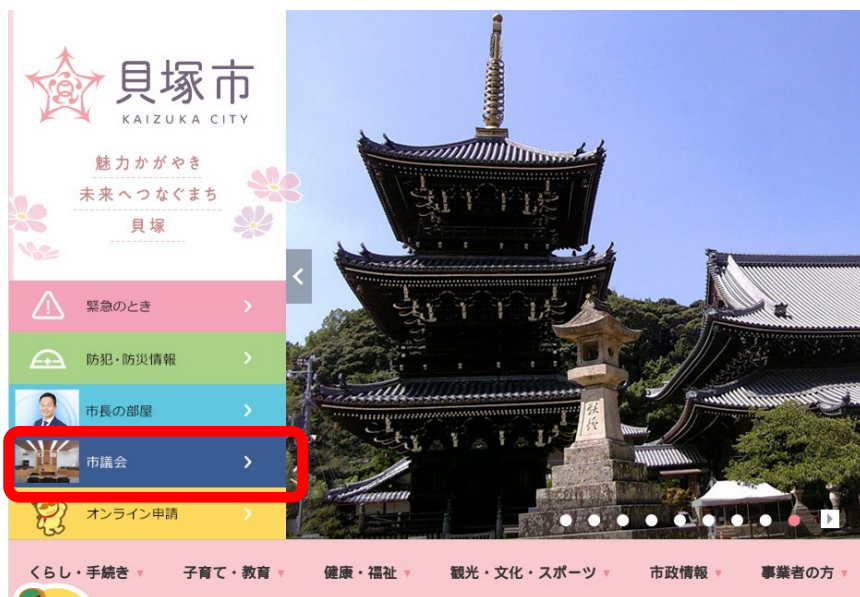 貝塚市
KAIZUKA CITY
魅力かがやき
未来へつなぐまち
貝塚
緊急のとき
防犯・防災情報
市長の部屋
市議会
オンライン申請
くらし・手続き
子育て・教育
健康・福祉
観光・文化・スポーツ
市政情報
事業者の方